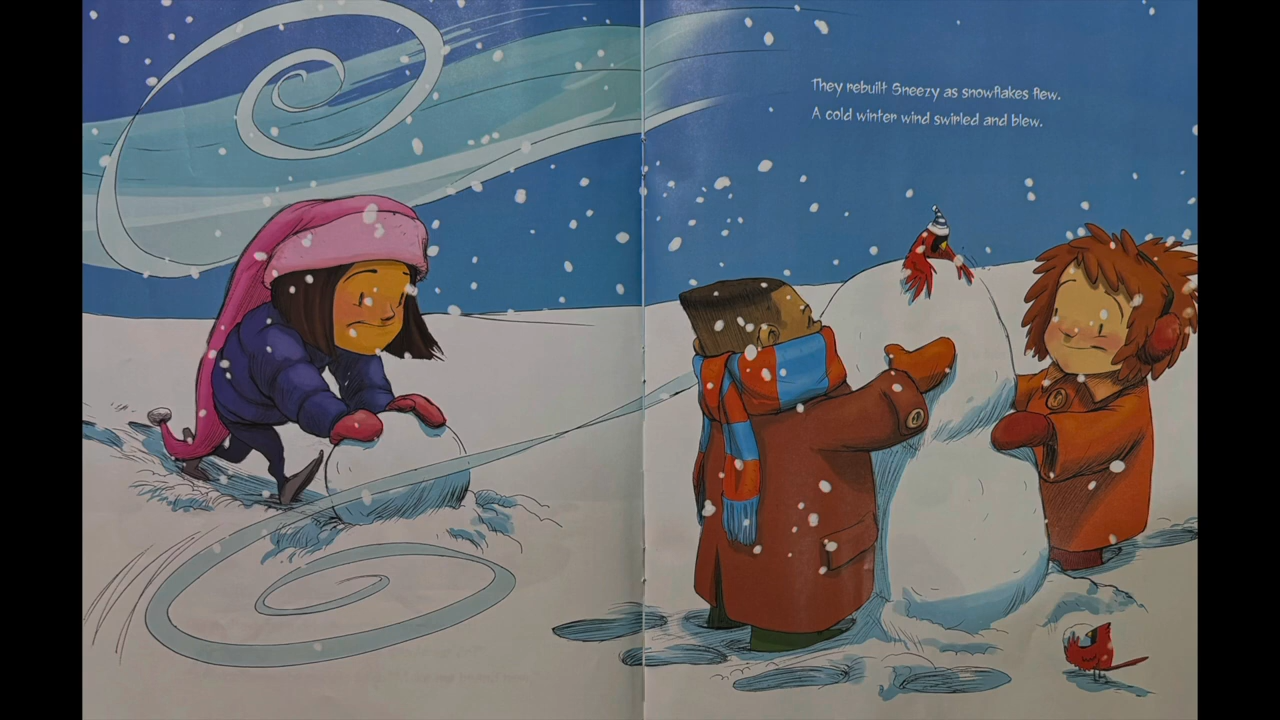 They rebuilt Sneezy as snowflakes flew.
A cold winter wind swirled and blew.